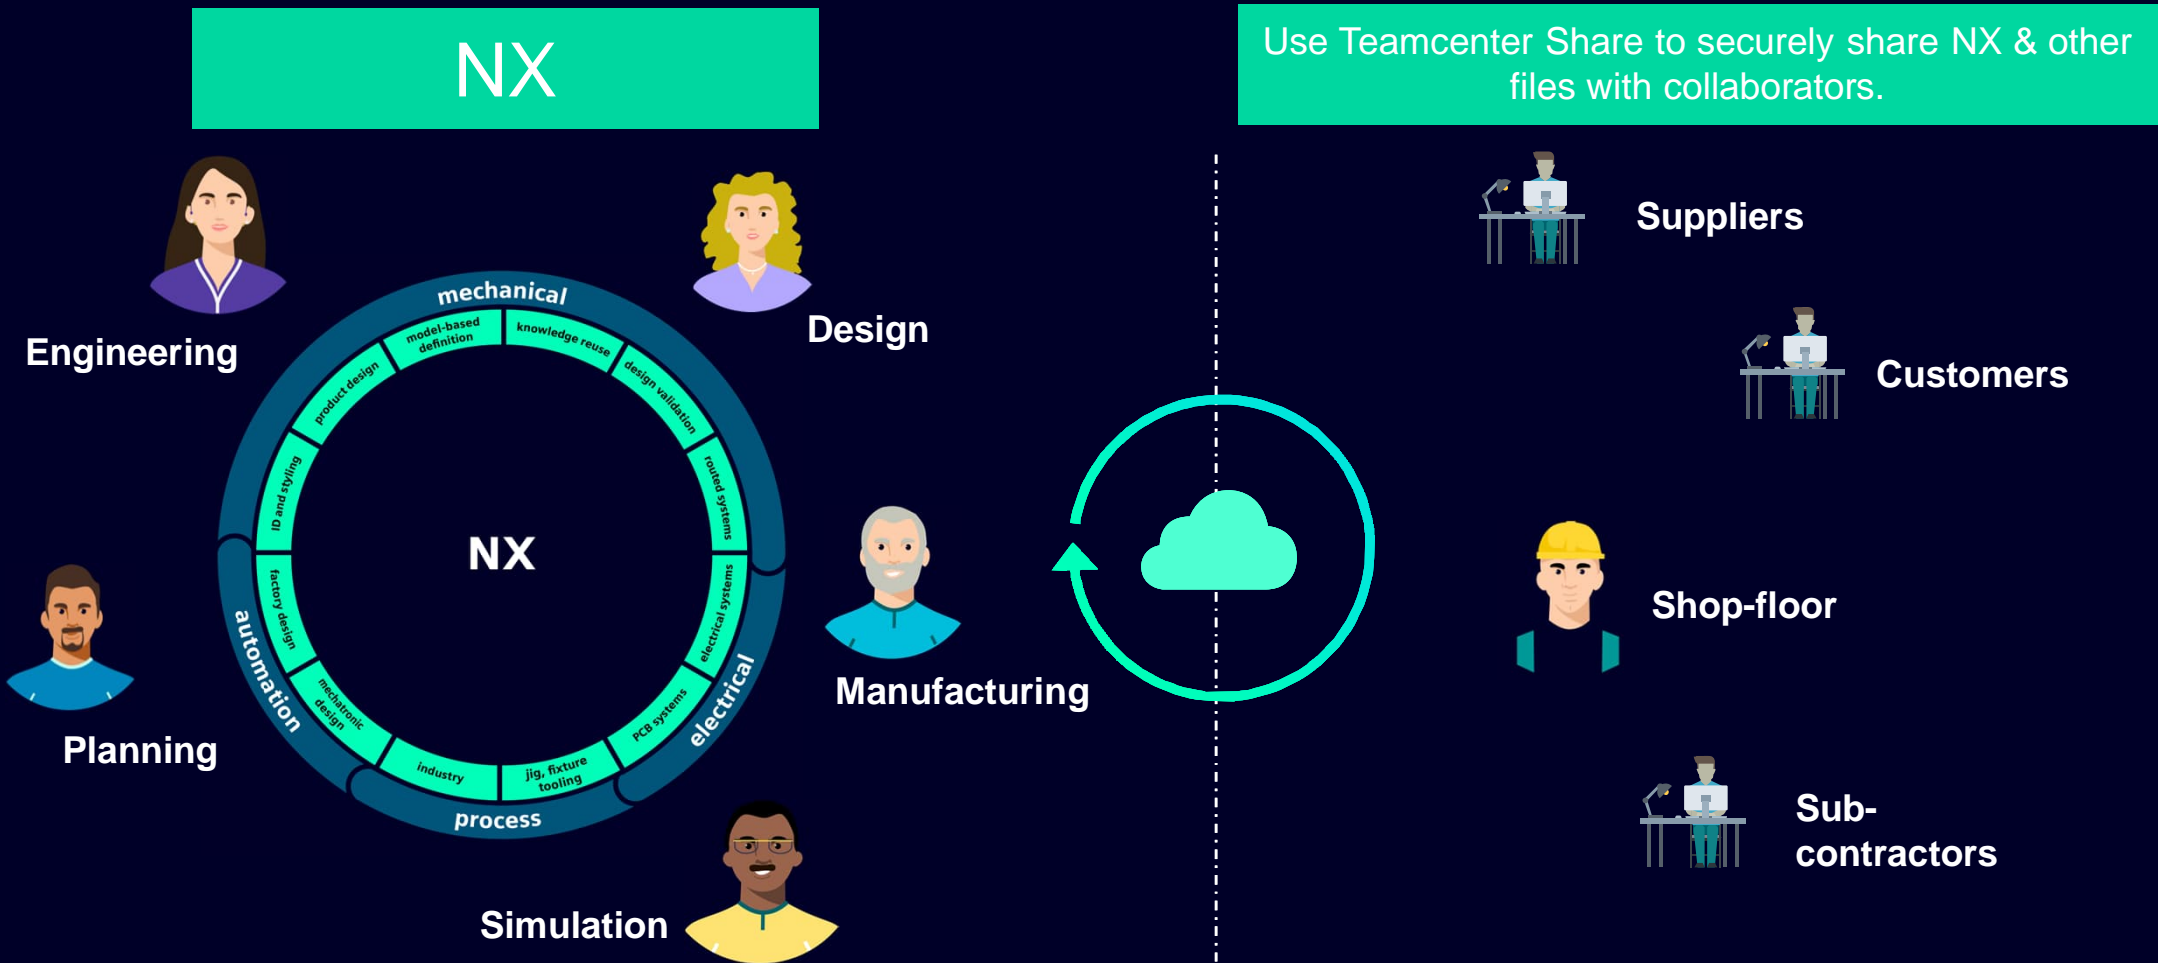 NX
Use Teamcenter Share to securely share NX & other
files with collaborators.
Engineering
Design
mechanical
model-based
definition
knowledge reuse
design validation
routed systems
electrical systems
PCB systems
jig, fixture
tooling
industry
mechatronic
design
factory design
ID and styling
product design
electrical
process
automation
NX
Planning
Manufacturing
Simulation
Suppliers
Customers
Shop-floor
Sub-
contractors